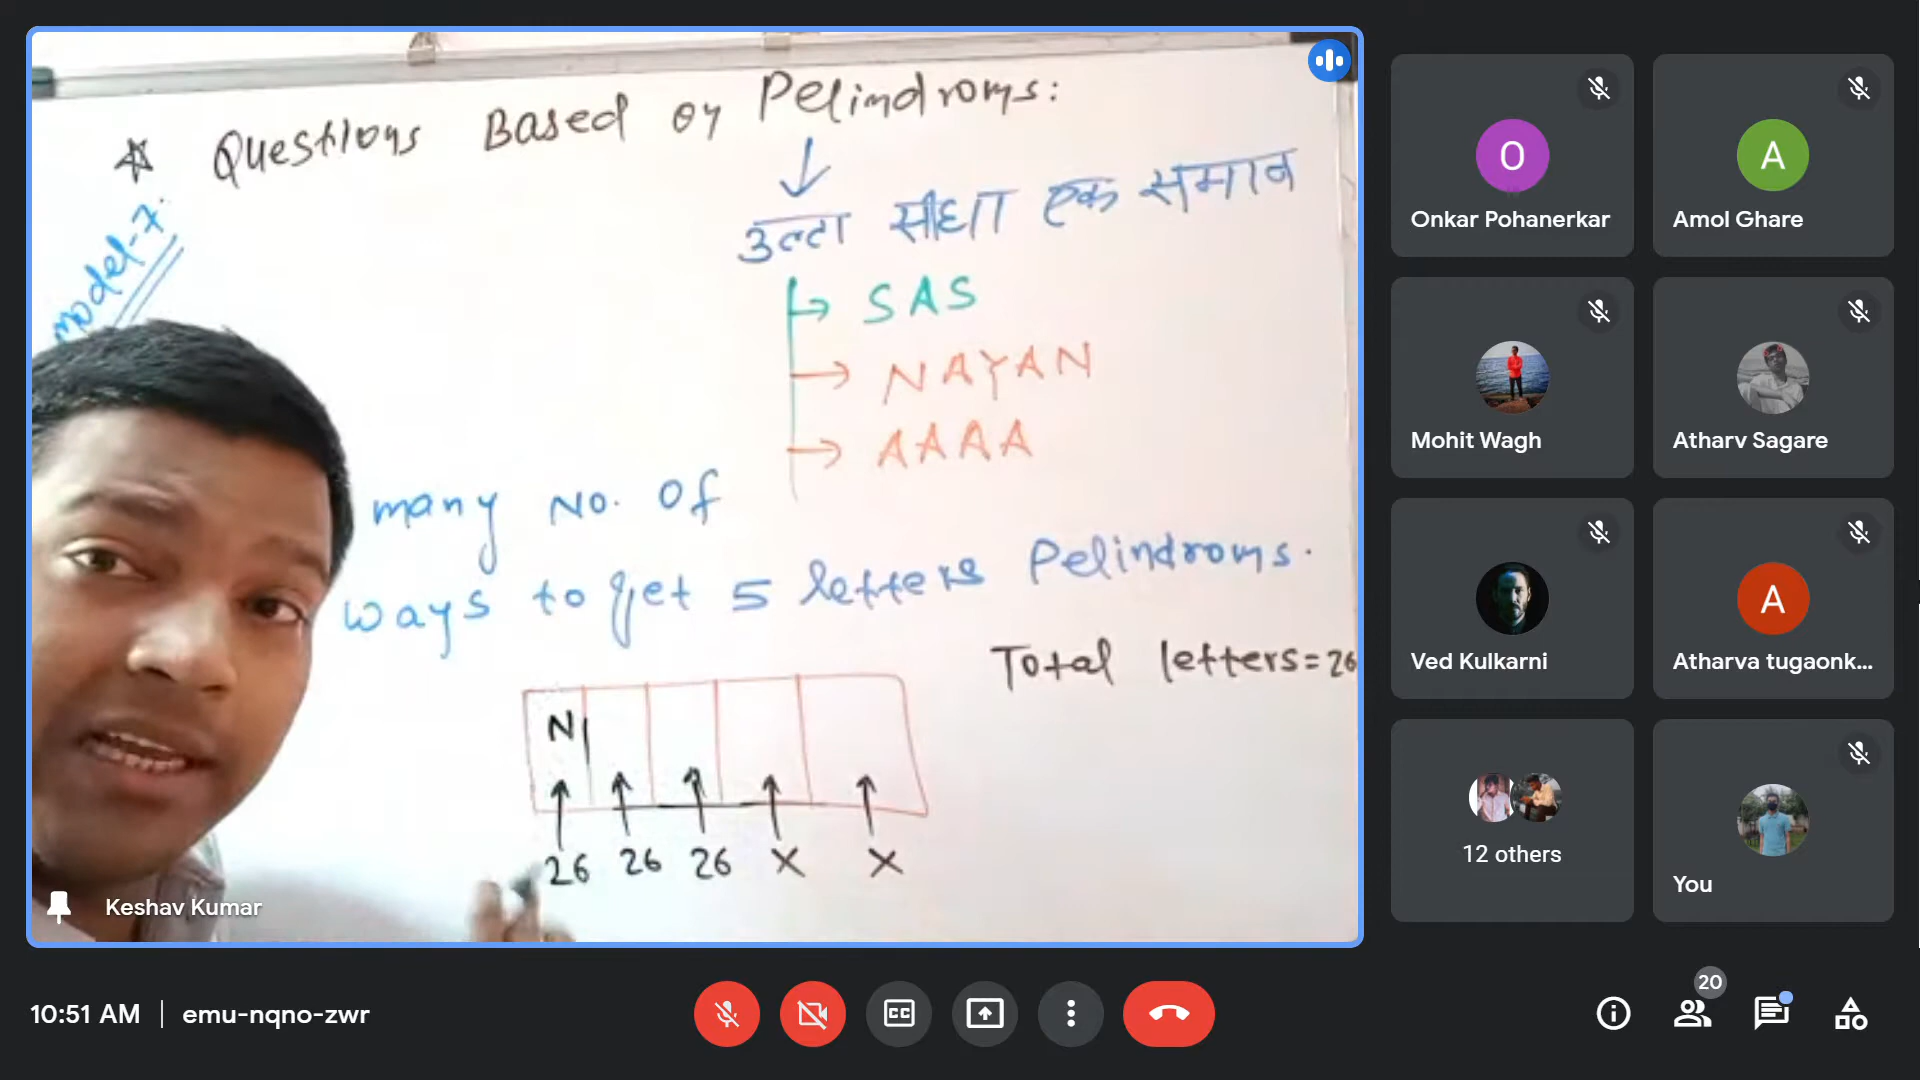 ☆ Questions Based on Pelindroms:
model-7.
उल्टा सीधा एक समान
→ SAS
→ NAYAN
→ AAAA
many No. Of
ways to get 5 letters Pelindroms.
Total letters=26
N
26 26 26 X X
Keshav Kumar
O
Onkar Pohanerkar
A
Amol Ghare
Mohit Wagh
Atharv Sagare
Ved Kulkarni
A
Atharva tugaonk...
12 others
You
10:51 AM | emu-nqno-zwr
CC
20